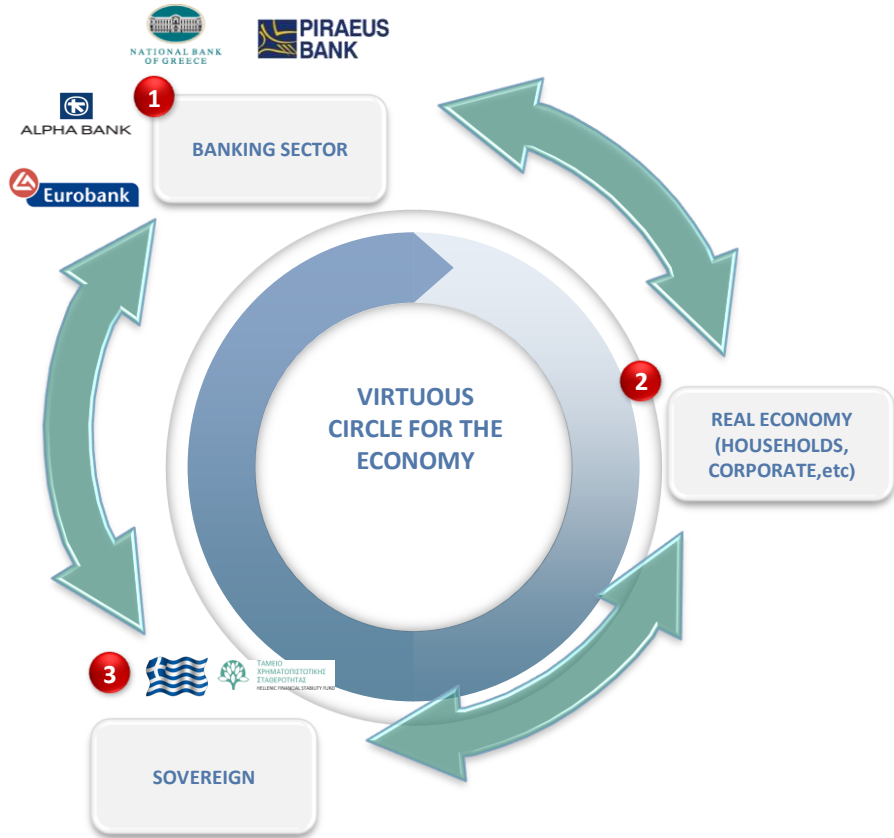 NATIONAL BANK
OF GREECE
PIRAEUS
BANK
1
ALPHA BANK
BANKING SECTOR
Eurobank
VIRTUOUS
CIRCLE FOR THE
ECONOMY
2
REAL ECONOMY
(HOUSEHOLDS,
CORPORATE,etc)
3
ΤΑΜΕΙΟ
ΧΡΗΜΑΤΟΠΙΣΤΩΤΙΚΗΣ
ΣΤΑΘΕΡΟΤΗΤΑΣ
HELLENIC FINANCIAL STABILITY FUND
SOVEREIGN